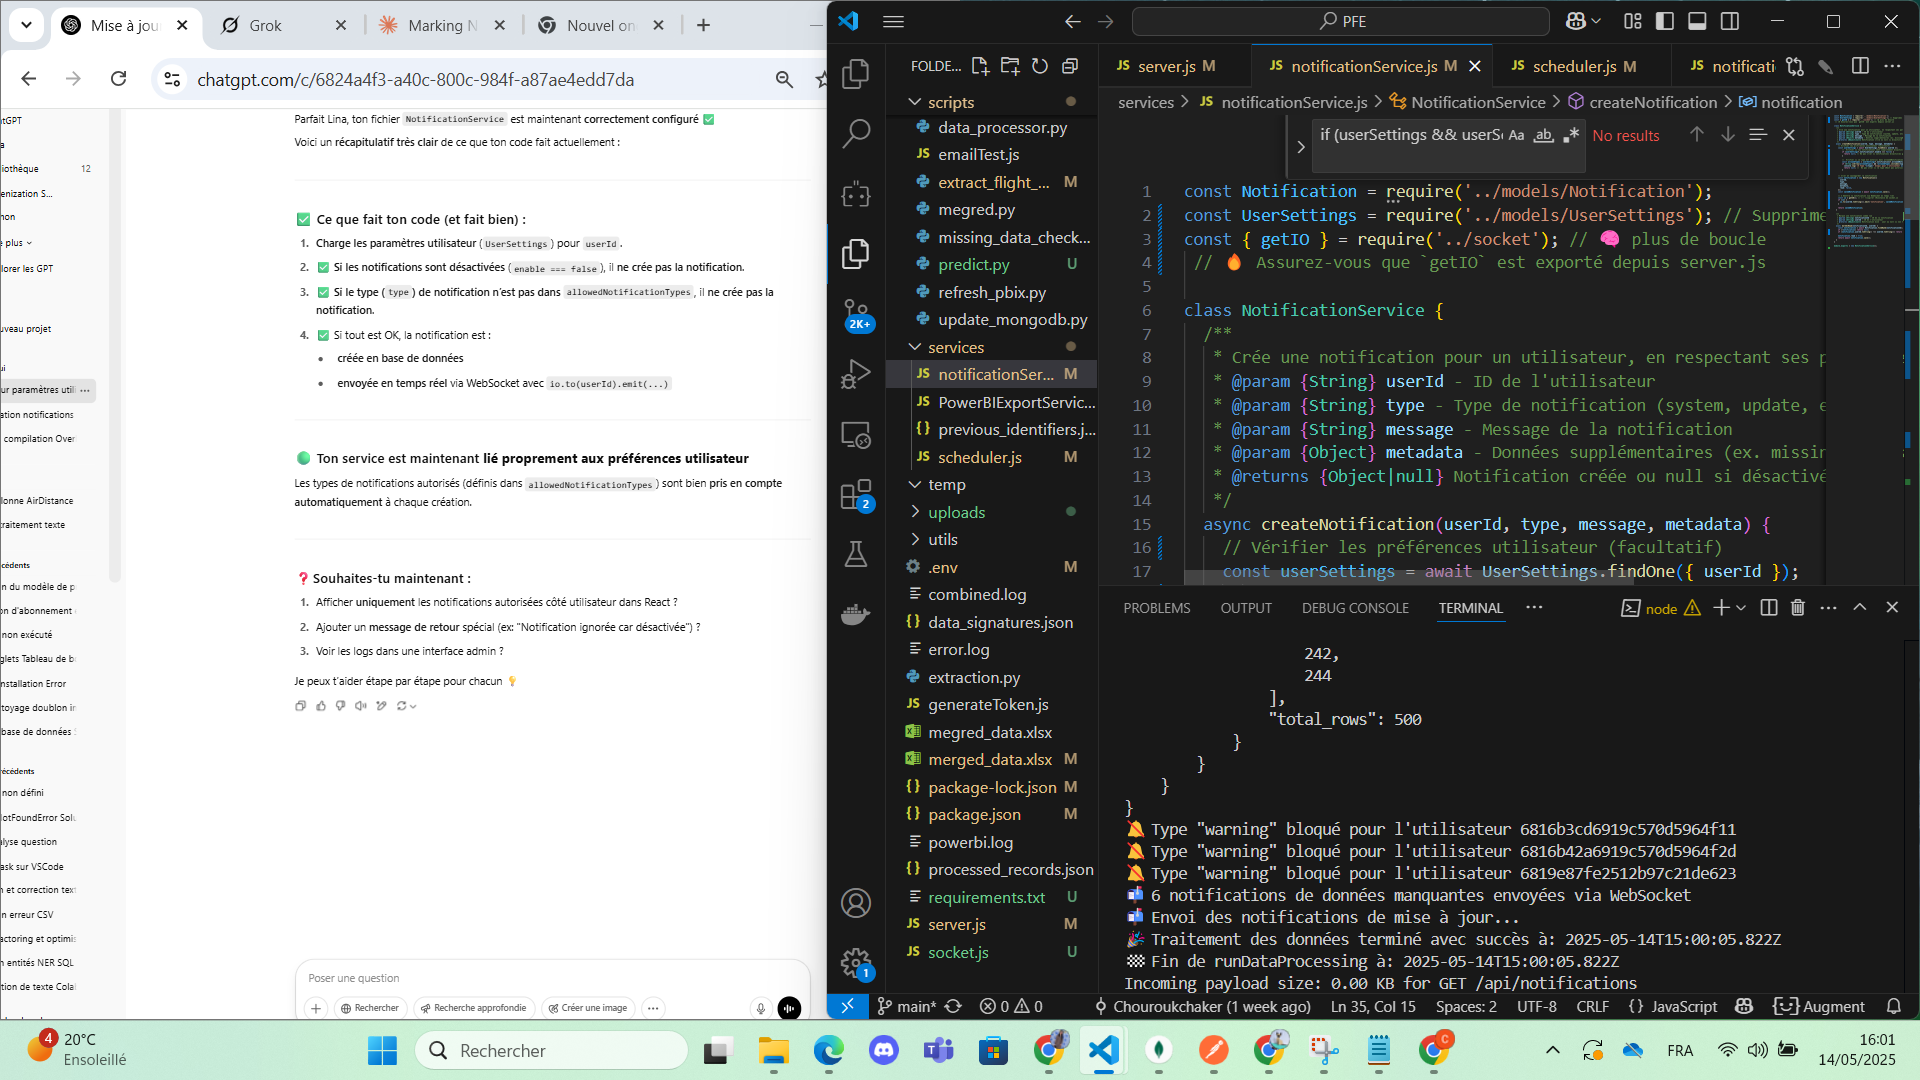 Mise à jou
Grok
Marking N
Nouvel on
chatgpt.com/c/6824a4f3-a40c-800c-984f-a87ae4edd7da
atGPT
bliothèque 12
enization S...
e plus
lorer les GPT
uveau projet
ur paramètres util ...
ation notifications
compilation Over
lonne AirDistance
traitement texte
cédents
n du modèle de p
on d'abonnement
non exécuté
glets Tableau de b
nstallation Error
toyage doublon in
base de données
récédents
non défini
lotFoundError Solu
alyse question
ask sur VSCode
n et correction tex
n erreur CSV
actoring et optimis
n entités NER SQL
tion de texte Colal
Parfait Lina, ton fichier NotificationService est maintenant correctement configuré ✅
Voici un récapitulatif très clair de ce que ton code fait actuellement :
✅ Ce que fait ton code (et fait bien) :
1. Charge les paramètres utilisateur (UserSettings) pour userId.
2. ✅ Si les notifications sont désactivées (enable === false), il ne crée pas la notification.
3. ✅ Si le type (type) de notification n'est pas dans allowedNotificationTypes, il ne crée pas la
notification.
4. ✅ Si tout est OK, la notification est :
• créée en base de données
• envoyée en temps réel via WebSocket avec io.to(userId).emit(...)
🟢 Ton service est maintenant lié proprement aux préférences utilisateur
Les types de notifications autorisés (définis dans allowedNotificationTypes) sont bien pris en compte
automatiquement à chaque création.
❓ Souhaites-tu maintenant :
1. Afficher uniquement les notifications autorisées côté utilisateur dans React ?
2. Ajouter un message de retour spécial (ex: "Notification ignorée car désactivée") ?
3. Voir les logs dans une interface admin ?
Je peux t'aider étape par étape pour chacun 💡
Poser une question
Rechercher
Recherche approfondie
Créer une image
PFE
FOLDE...
scripts
data_processor.py
emailTest.js
extract_flight_... M
megred.py
missing_data_check...
predict.py U
refresh_pbix.py
update_mongodb.py
services
notificationSer... M
PowerBIExportServic...
previous_identifiers.j...
scheduler.js M
temp
uploads
utils
.env M
combined.log
data_signatures.json
error.log
extraction.py
generateToken.js
megred_data.xlsx
merged_data.xlsx M
package-lock.json M
package.json M
powerbi.log
processed_records.json
requirements.txt U
server.js M
socket.js U
2K+
2
1
JS server.js M
JS notificationService.js M
JS scheduler.js M
JS notificati
services > JS notificationService.js > NotificationService > createNotification > notification
if (userSettings && userS Aa ab .* No results
1 const Notification = require('../models/Notification');
2 const UserSettings = require('../models/UserSettings'); // Supprime
3 const { getIO } = require('../socket'); // 🧠 plus de boucle
4 // 🔥 Assurez-vous que `getIO` est exporté depuis server.js
5
6 class NotificationService {
7 /**
8 * Crée une notification pour un utilisateur, en respectant ses p
9 * @param {String} userId - ID de l'utilisateur
10 * @param {String} type - Type de notification (system, update, e
11 * @param {String} message - Message de la notification
12 * @param {Object} metadata - Données supplémentaires (ex. missin
13 * @returns {Object|null} Notification créée ou null si désactivé
14 */
15 async createNotification(userId, type, message, metadata) {
16 // Vérifier les préférences utilisateur (facultatif)
17 const userSettings = await UserSettings.findOne({ userId });
PROBLEMS OUTPUT DEBUG CONSOLE TERMINAL ... node
242,
244
],
"total_rows": 500
}
}
}
}
🔕 Type "warning" bloqué pour l'utilisateur 6816b3cd6919c570d5964f11
🔕 Type "warning" bloqué pour l'utilisateur 6816b42a6919c570d5964f2d
🔕 Type "warning" bloqué pour l'utilisateur 6819e87fe2512b97c21de623
📬 6 notifications de données manquantes envoyées via WebSocket
📬 Envoi des notifications de mise à jour...
🎉 Traitement des données terminé avec succès à: 2025-05-14T15:00:05.822Z
🏁 Fin de runDataProcessing à: 2025-05-14T15:00:05.822Z
Incoming payload size: 0.00 KB for GET /api/notifications
main* 0 0 Chouroukchaker (1 week ago) Ln 35, Col 15 Spaces: 2 UTF-8 CRLF {} JavaScript Augment
4
20°C
Ensoleillé
Rechercher
FRA
16:01
14/05/2025